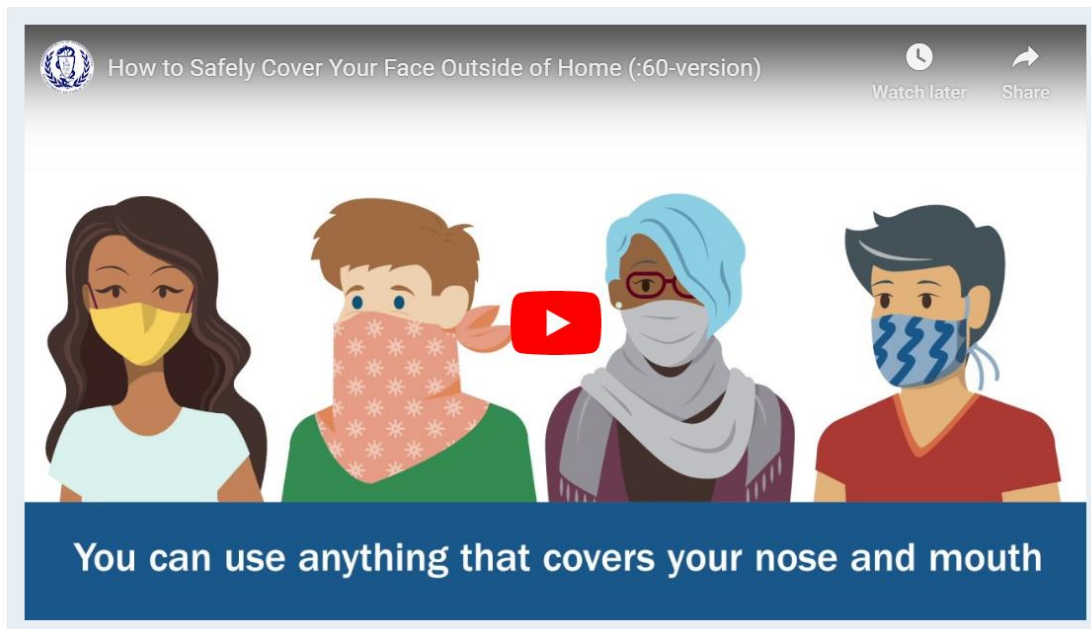 How to Safely Cover Your Face Outside of Home (:60-version)
Watch later
Share
You can use anything that covers your nose and mouth